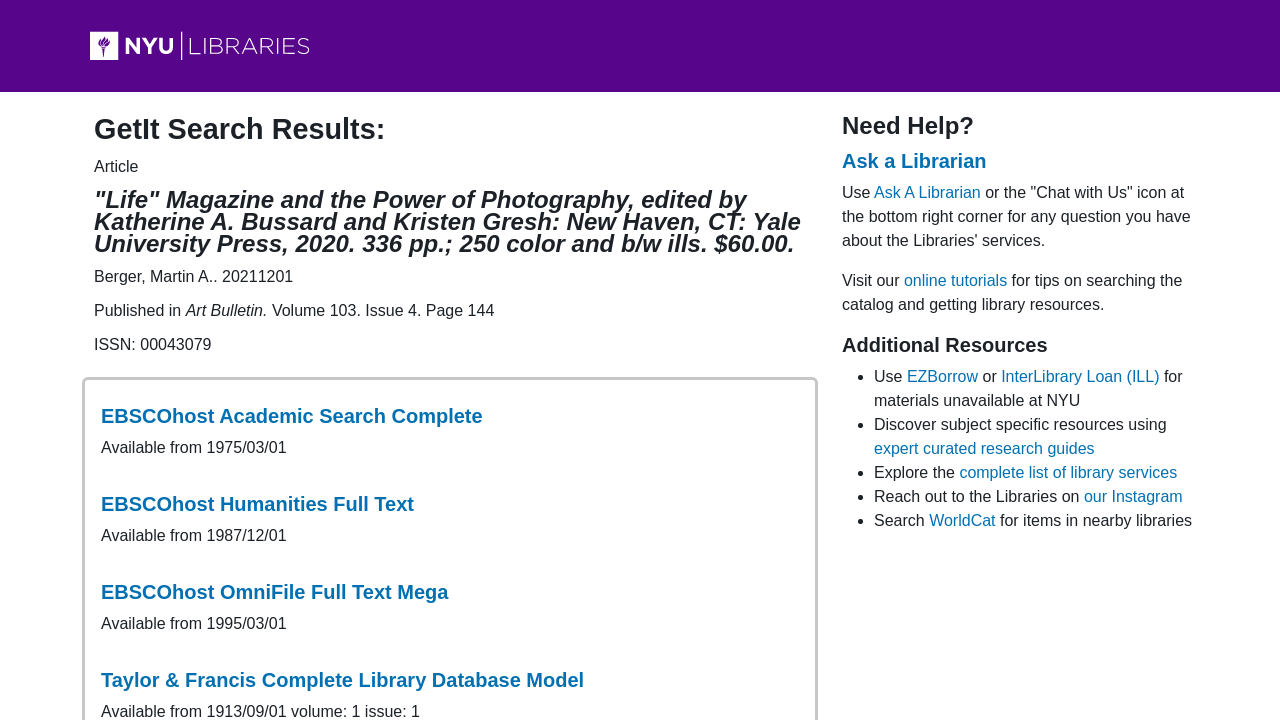 NYU LIBRARIES
GetIt Search Results:
Article
"Life" Magazine and the Power of Photography, edited by
Katherine A. Bussard and Kristen Gresh: New Haven, CT: Yale
University Press, 2020. 336 pp.; 250 color and b/w ills. $60.00.
Berger, Martin A.. 20211201
Published in Art Bulletin. Volume 103. Issue 4. Page 144
ISSN: 00043079
EBSCOhost Academic Search Complete
Available from 1975/03/01
EBSCOhost Humanities Full Text
Available from 1987/12/01
EBSCOhost OmniFile Full Text Mega
Available from 1995/03/01
Taylor & Francis Complete Library Database Model
Available from 1913/09/01 volume: 1 issue: 1
Need Help?
Ask a Librarian
Use Ask A Librarian or the "Chat with Us" icon at
the bottom right corner for any question you have
about the Libraries' services.
Visit our online tutorials for tips on searching the
catalog and getting library resources.
Additional Resources
• Use EZBorrow or InterLibrary Loan (ILL) for
materials unavailable at NYU
• Discover subject specific resources using
expert curated research guides
• Explore the complete list of library services
• Reach out to the Libraries on our Instagram
• Search WorldCat for items in nearby libraries